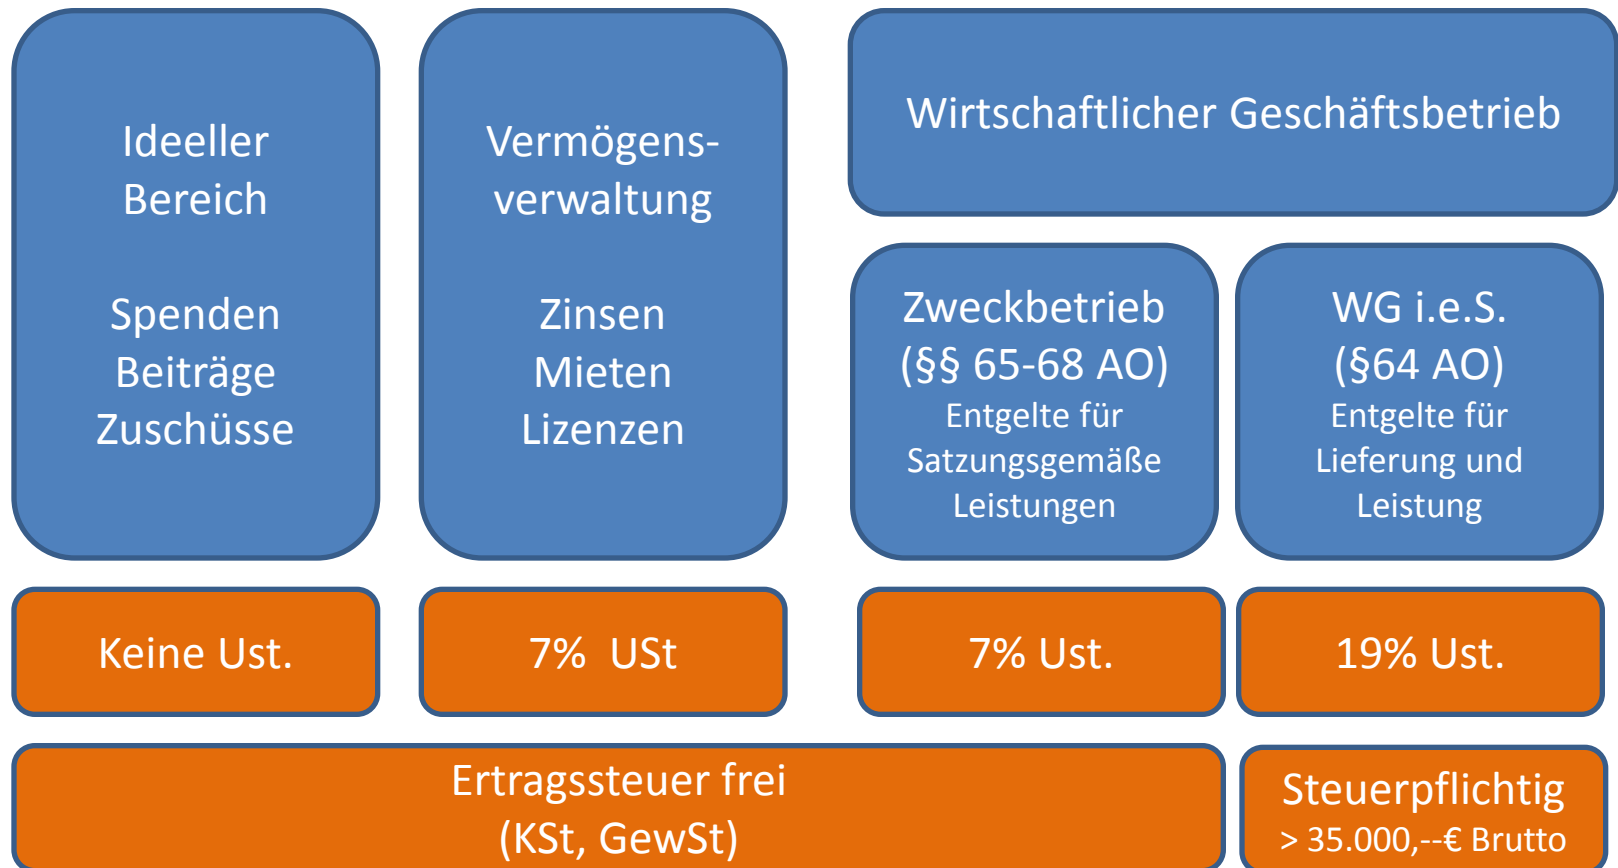 Ideeller
Bereich
Spenden
Beiträge
Zuschüsse
Vermögens-
verwaltung
Zinsen
Mieten
Lizenzen
Wirtschaftlicher Geschäftsbetrieb
Zweckbetrieb
(§§ 65-68 AO)
Entgelte für
Satzungsgemäße
Leistungen
WG i.e.S.
(§64 AO)
Entgelte für
Lieferung und
Leistung
Keine Ust.
7% USt
7% Ust.
19% Ust.
Ertragssteuer frei
(KSt, GewSt)
Steuerpflichtig
> 35.000,--€ Brutto